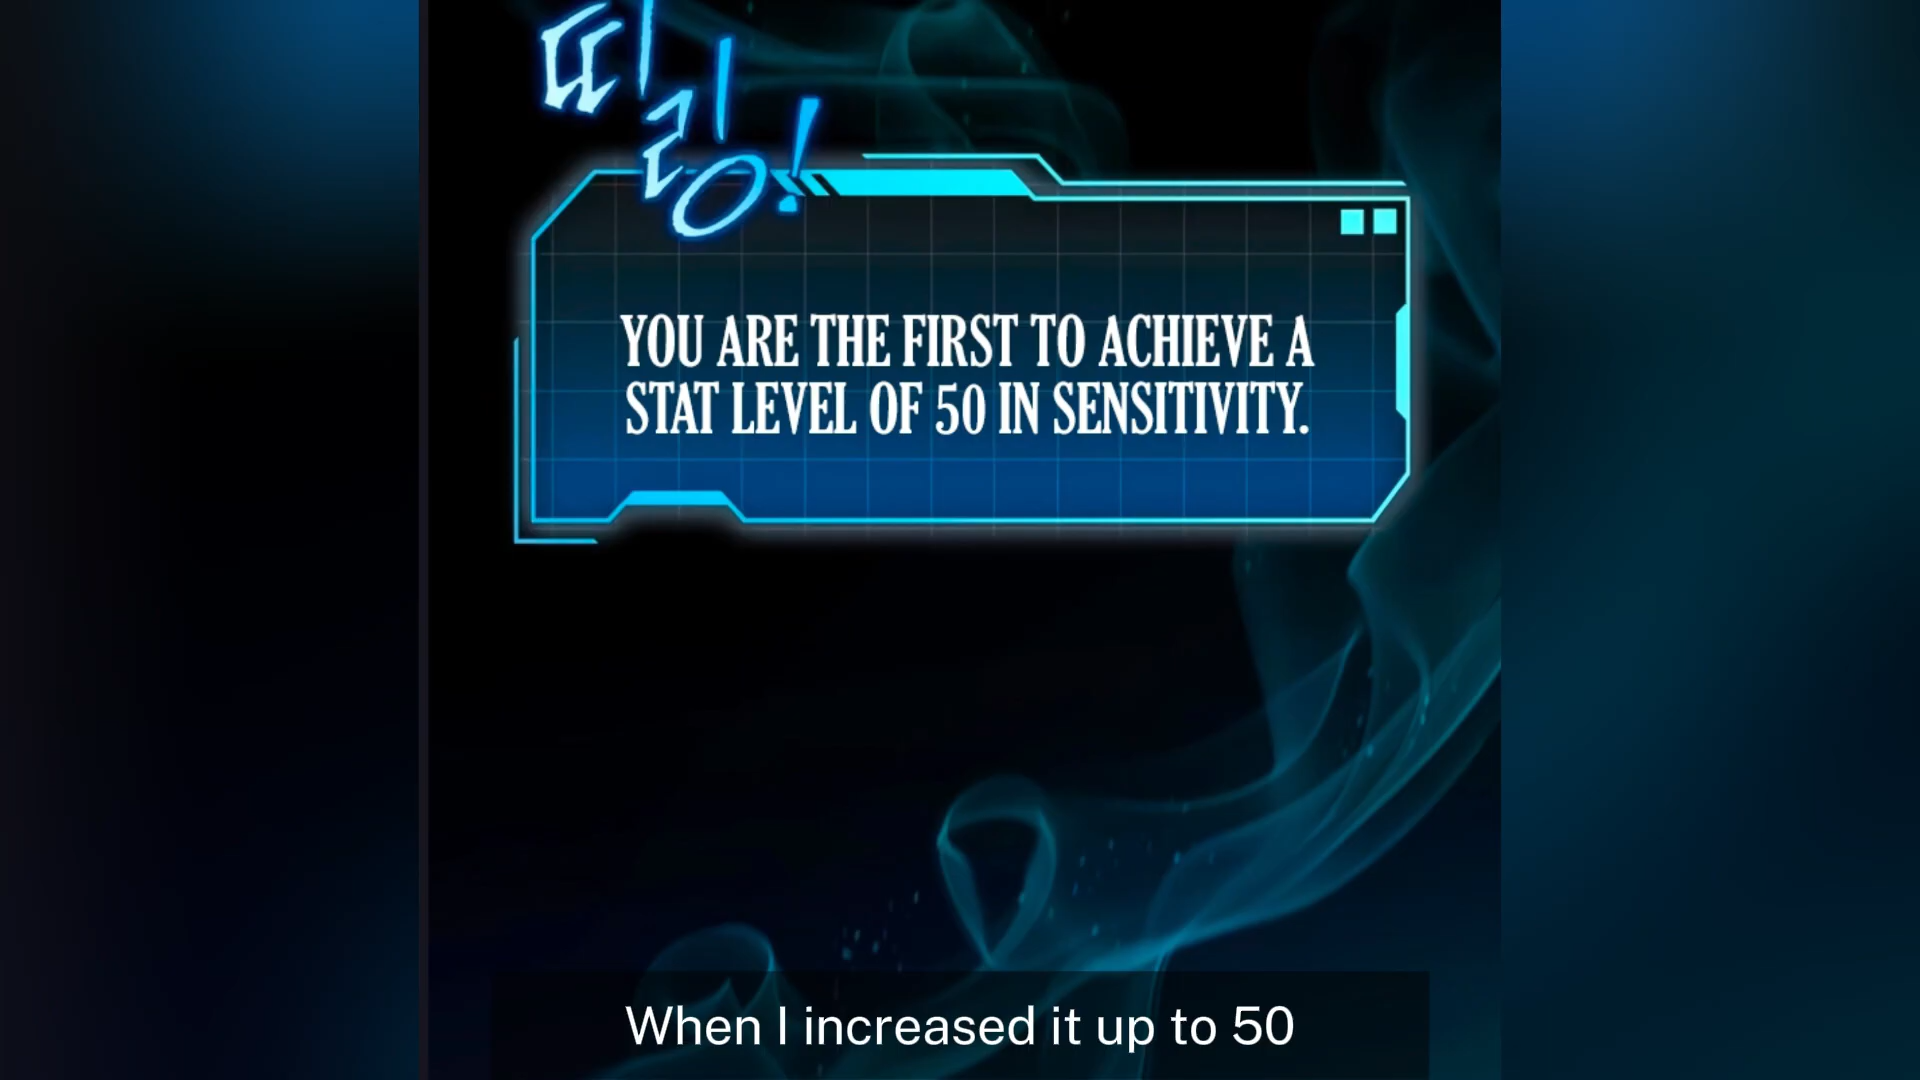 띠링!
YOU ARE THE FIRST TO ACHIEVE A
STAT LEVEL OF 50 IN SENSITIVITY.
When I increased it up to 50